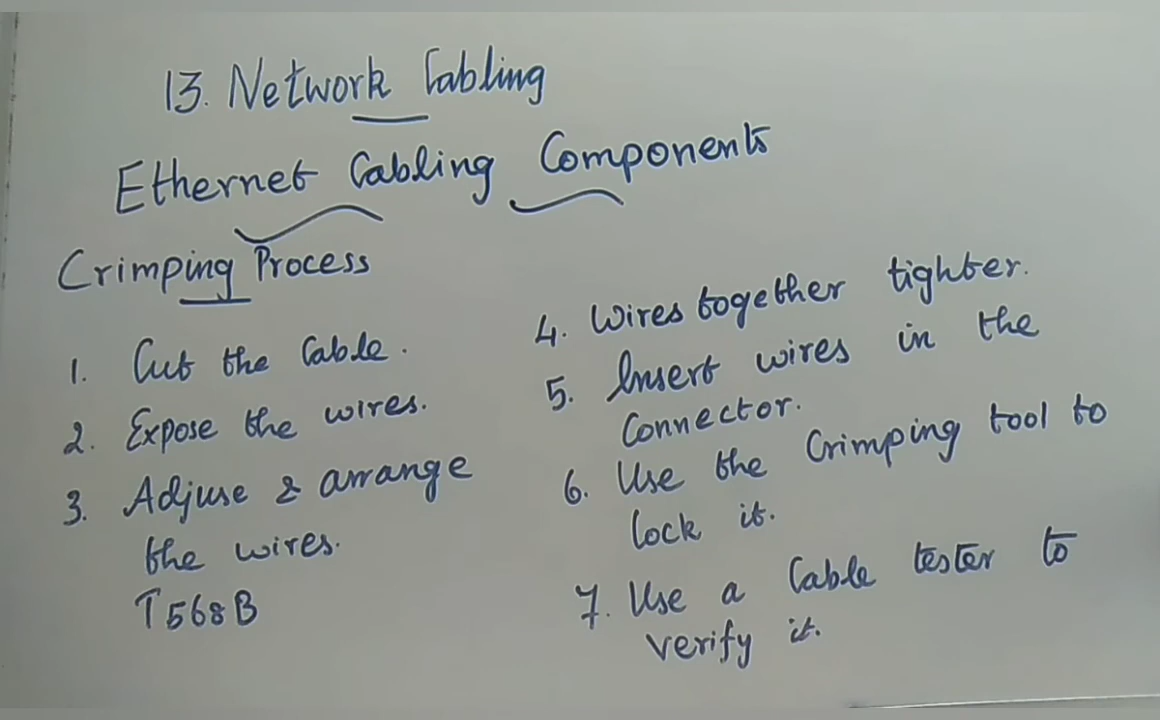 13. Network Cabling
Ethernet Cabling Components
Crimping Process
1. Cut the Cable.
2. Expose the wires.
3. Adjuse & arrange
the wires.
T568B
4. Wires together tighter.
5. Insert wires in the
Connector.
6. Use the Crimping tool to
lock it.
7. Use a Cable tester to
verify it.